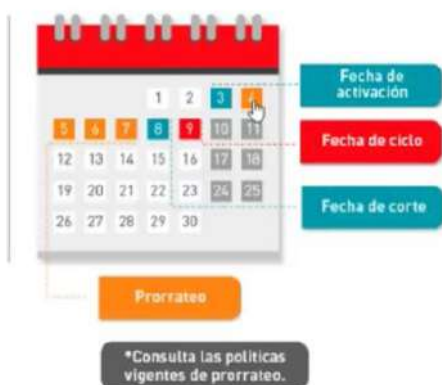 1 2 3 4
5 6 7 8 9 10 11
12 13 14 15 16 17 18
19 20 21 22 23 24 25
26 27 28 29 30
Fecha de
activación
Fecha de ciclo
Fecha de corte
Prorrateo
*Consulta las políticas
vigentes de prorrateo.